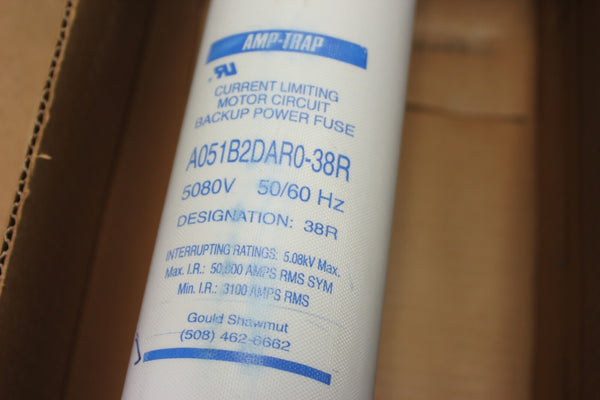 AMP-TRAP
CURRENT LIMITING
MOTOR CIRCUIT
BACKUP POWER FUSE
A051B2DAR0-38R
5080V 50/60 Hz
DESIGNATION: 38R
INTERRUPTING RATINGS: 5.08kV Max.
Max. I.R.: 50,000 AMPS RMS SYM
Min. I.R.: 3100 AMPS RMS
Gould Shawmut
(508) 462-6662